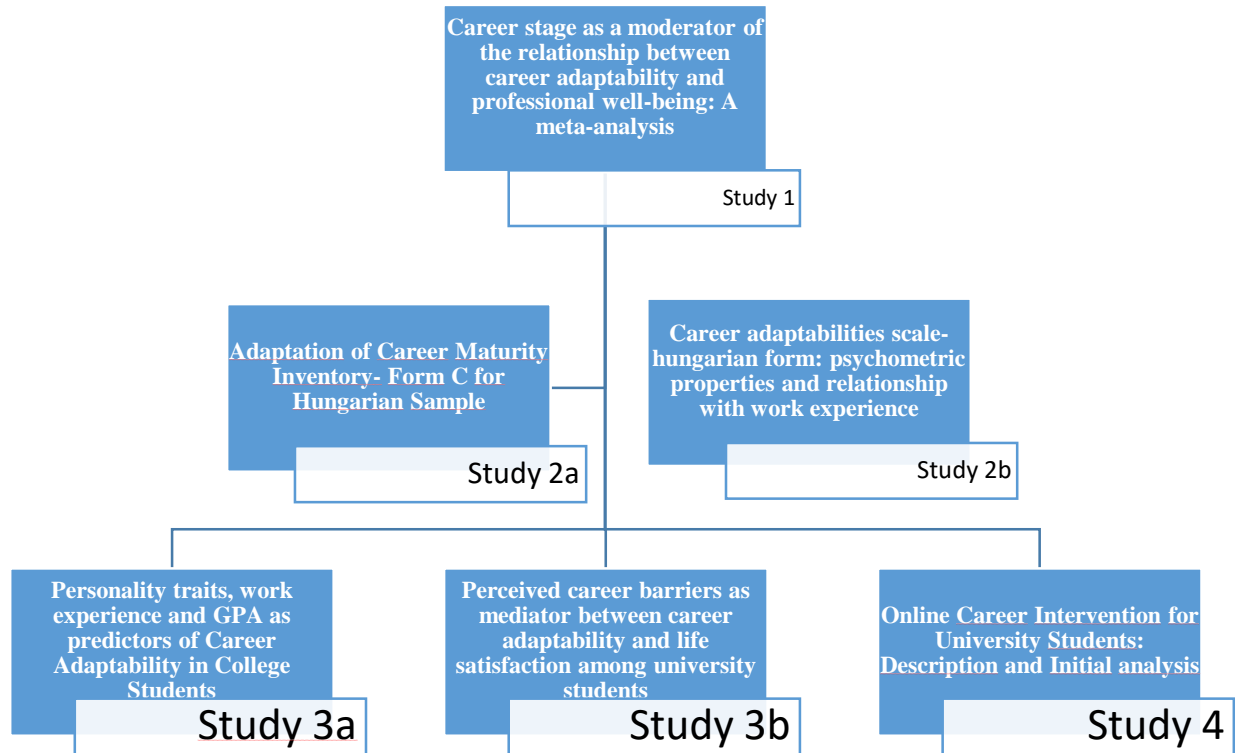 Career stage as a moderator of
the relationship between
career adaptability and
professional well-being: A
meta-analysis
Study 1
Adaptation of Career Maturity
Inventory- Form C for
Hungarian Sample
Study 2a
Career adaptabilities scale-
hungarian form: psychometric
properties and relationship
with work experience
Study 2b
Personality traits, work
experience and GPA as
predictors of Career
Adaptability in College
Students
Study 3a
Perceived career barriers as
mediator between career
adaptability and life
satisfaction among university
students
Study 3b
Online Career Intervention for
University Students:
Description and Initial analysis
Study 4